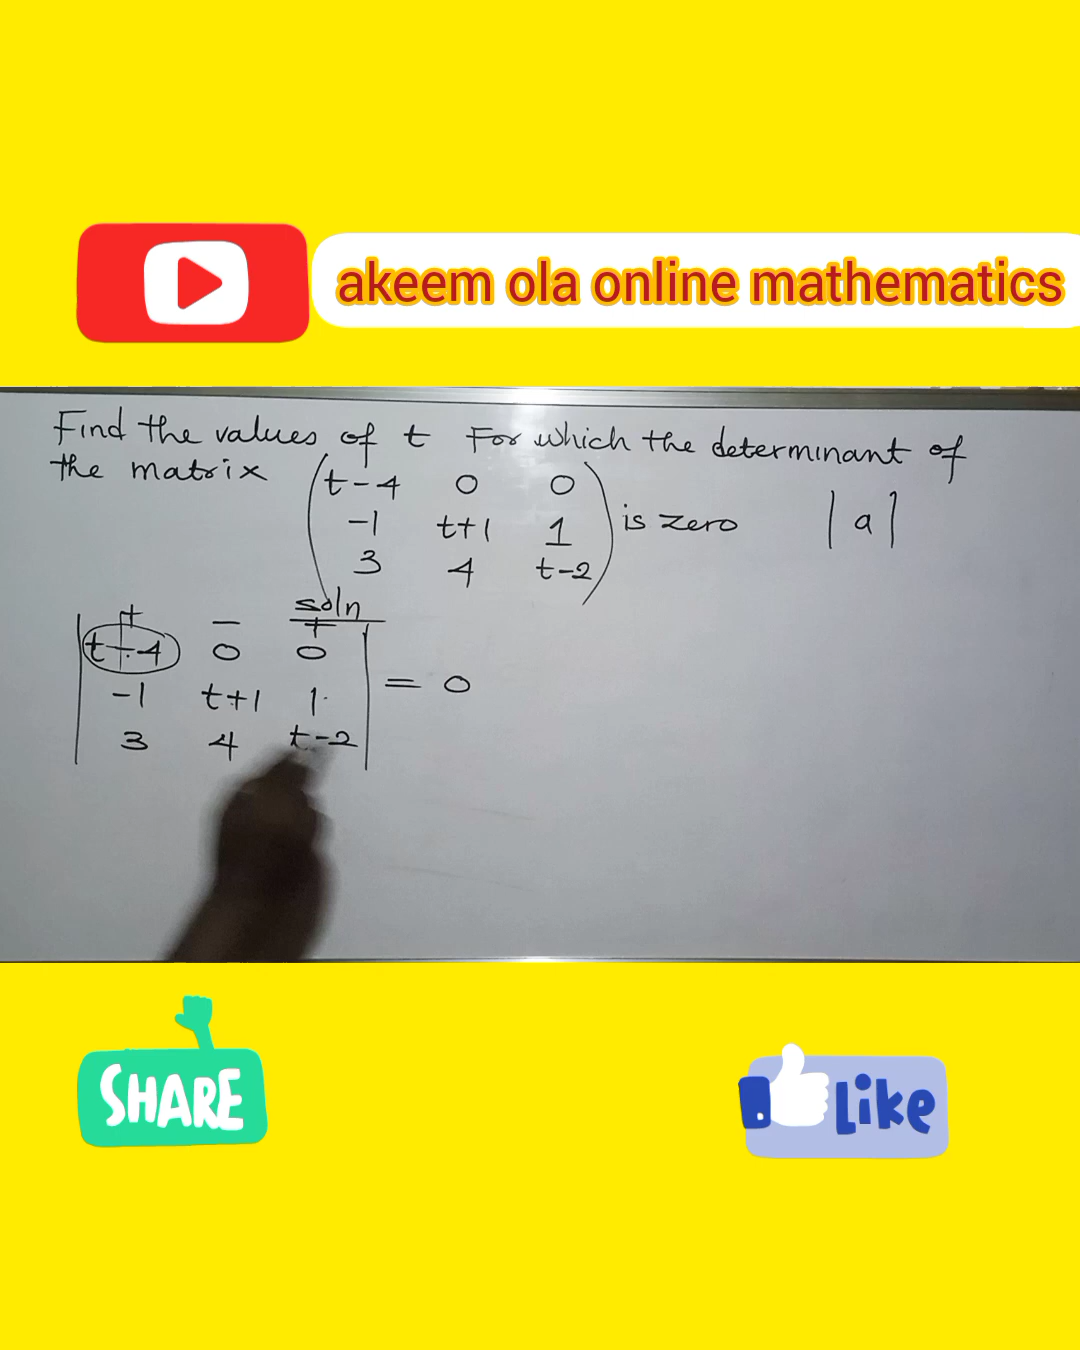 akeem ola online mathematics
Find the values of t For which the determinant of
the matrix
t-4 0 0
-1 t+1 1
3 4 t-2
is zero |a|
soln
+ - +
t-4 0 0
-1 t+1 1
3 4 t-2
= 0
SHARE
Like